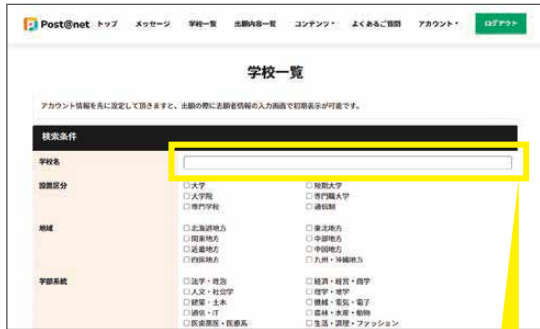 Post@net トップ メッセージ 学校一覧 出願内容一覧 コンテンツ・ よくあるご質問 アカウント・ ログアウト
学校一覧
アカウント情報を先に設定して頂きますと、出願の際に志願者情報の入力画面で初期表示が可能です。
検索条件
学校名
設置区分 □大学 □短期大学
□大学院 □専門職大学
□専門学校 □通信制
地域 □北海道地方 □東北地方
□関東地方 □中部地方
□近畿地方 □中国地方
□四国地方 □九州・沖縄地方
学部系統 □法学・政治 □経済・経営・商学
□人文・社会学 □理学・地学
□建築・土木 □機械・電気・電子
□通信・IT □農林・水産・動物
□医歯薬医・医療系 □生活・調理・ファッション